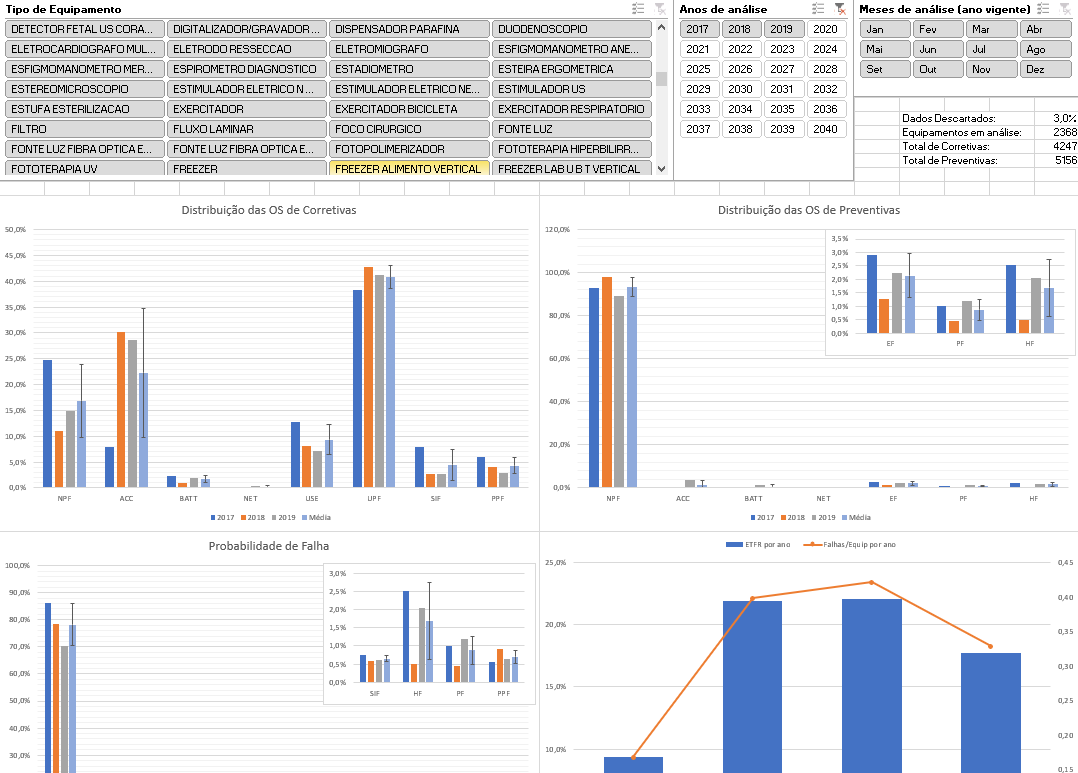 Tipo de Equipamento
DETECTOR FETAL US CORA...
DIGITALIZADOR/GRAVADOR ...
DISPENSADOR PARAFINA
DUODENOSCOPIO
ELETROCARDIOGRAFO MUL...
ELETRODO RESSECCAO
ELETROMIOGRAFO
ESFIGMOMANOMETRO ANE...
ESFIGMOMANOMETRO MER...
ESPIROMETRO DIAGNOSTICO
ESTADIOMETRO
ESTEIRA ERGOMETRICA
ESTEREOMICROSCOPIO
ESTIMULADOR ELETRICO N ...
ESTIMULADOR ELETRICO NE...
ESTIMULADOR US
ESTUFA ESTERILIZACAO
EXERCITADOR
EXERCITADOR BICICLETA
EXERCITADOR RESPIRATORIO
FILTRO
FLUXO LAMINAR
FOCO CIRURGICO
FONTE LUZ
FONTE LUZ FIBRA OPTICA E...
FONTE LUZ FIBRA OPTICA E...
FOTOPOLIMERIZADOR
FOTOTERAPIA HIPERBILIRR...
FOTOTERAPIA UV
FREEZER
FREEZER ALIMENTO VERTICAL
FREEZER LAB U B T VERTICAL
Anos de análise
2017 2018 2019 2020
2021 2022 2023 2024
2025 2026 2027 2028
2029 2030 2031 2032
2033 2034 2035 2036
2037 2038 2039 2040
Meses de análise (ano vigente)
Jan Fev Mar Abr
Mai Jun Jul Ago
Set Out Nov Dez
Dados Descartados: 3,0%
Equipamentos em análise: 2368
Total de Corretivas: 4247
Total de Preventivas: 5156
Distribuição das OS de Corretivas
50,0%
45,0%
40,0%
35,0%
30,0%
25,0%
20,0%
15,0%
10,0%
5,0%
0,0%
NPF ACC BATT NET USE UPF SIF PPF
2017 2018 2019 Média
Distribuição das OS de Preventivas
120,0%
100,0%
80,0%
60,0%
40,0%
20,0%
0,0%
NPF ACC BATT NET EF PF HF
2017 2018 2019 Média
3,5%
3,0%
2,5%
2,0%
1,5%
1,0%
0,5%
0,0%
EF PF HF
Probabilidade de Falha
100,0%
90,0%
80,0%
70,0%
60,0%
50,0%
40,0%
30,0%
3,0%
2,5%
2,0%
1,5%
1,0%
0,5%
0,0%
SIF HF PF PPF
ETFR por ano Falhas/Equip por ano
25,0%
20,0%
15,0%
10,0%
0,45
0,40
0,35
0,30
0,25
0,20
0,15